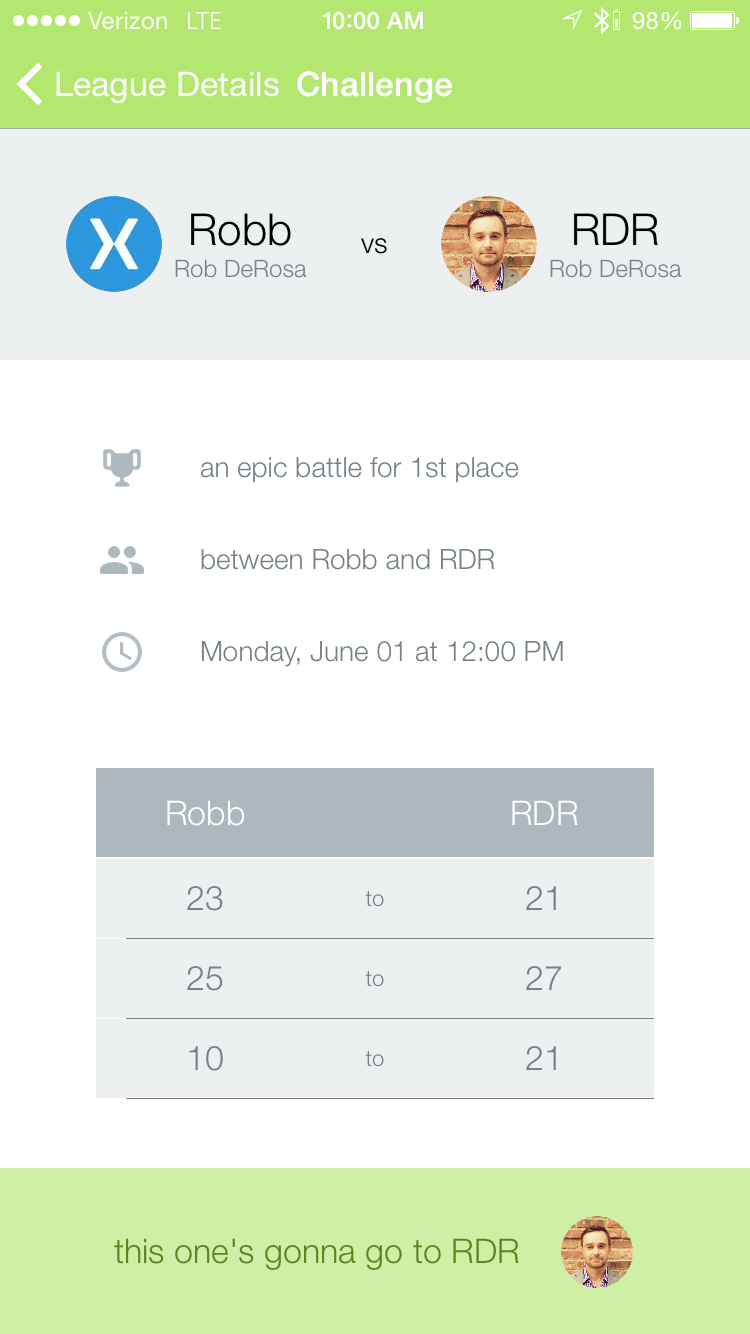 Verizon LTE 10:00 AM 98%
League Details Challenge
Robb vs RDR
Rob DeRosa Rob DeRosa
an epic battle for 1st place
between Robb and RDR
Monday, June 01 at 12:00 PM
Robb RDR
23 to 21
25 to 27
10 to 21
this one's gonna go to RDR